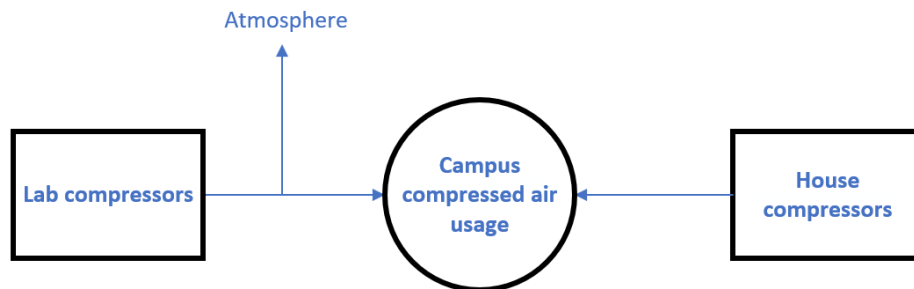 Atmosphere
Lab compressors
Campus
compressed air
usage
House
compressors